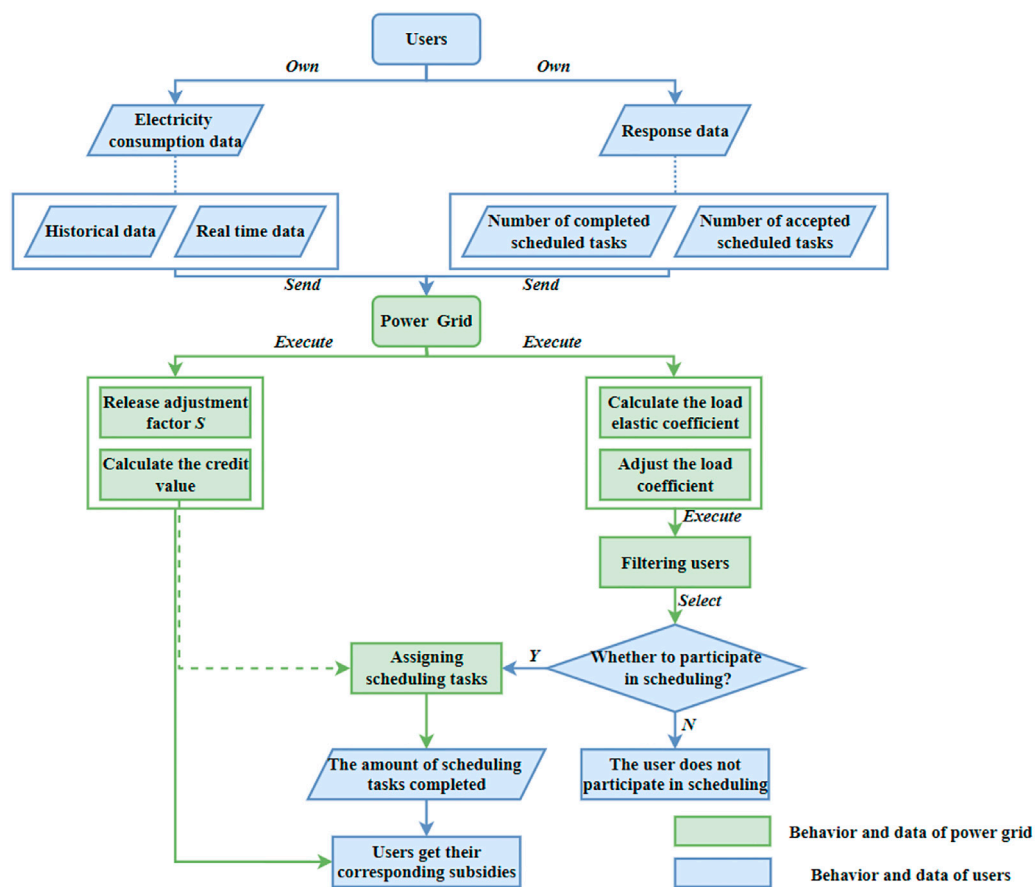 Users
Own
Own
Electricity
consumption data
Response data
Historical data
Real time data
Number of completed
scheduled tasks
Number of accepted
scheduled tasks
Send
Send
Power Grid
Execute
Execute
Release adjustment
factor S
Calculate the credit
value
Calculate the load
elastic coefficient
Adjust the load
coefficient
Execute
Filtering users
Select
Assigning
scheduling tasks
Y
Whether to participate
in scheduling?
N
The amount of scheduling
tasks completed
The user does not
participate in scheduling
Users get their
corresponding subsidies
Behavior and data of power grid
Behavior and data of users